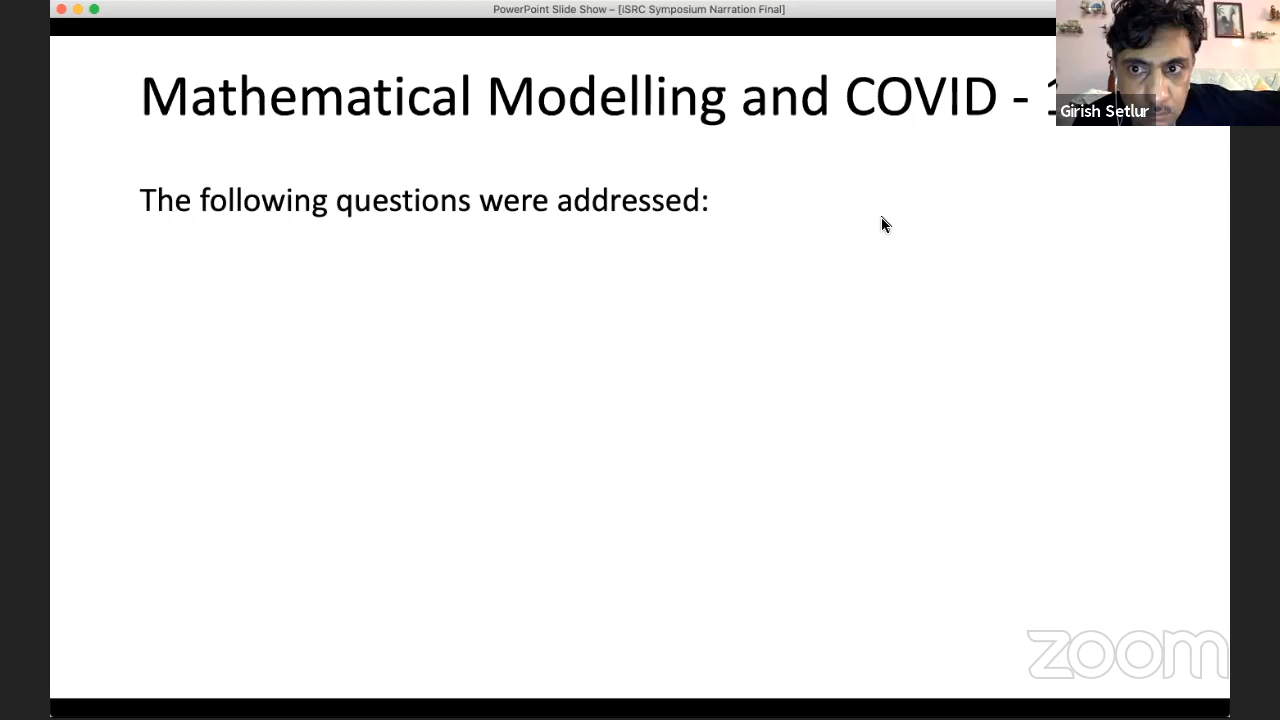 PowerPoint Slide Show – [iSRC Symposium Narration Final]
Mathematical Modelling and COVID - 1
Girish Setlur
The following questions were addressed:
zoom